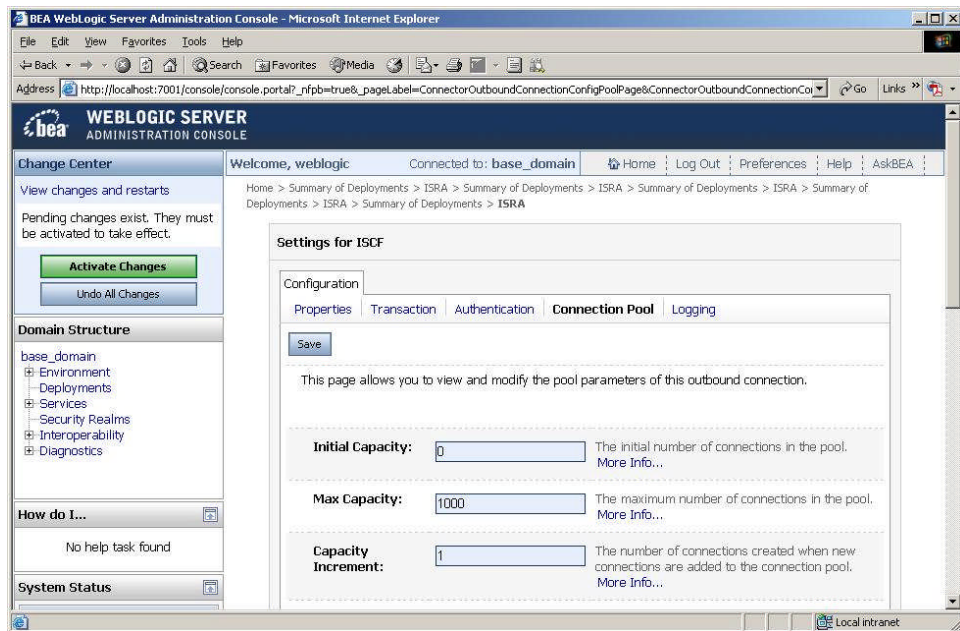 BEA WebLogic Server Administration Console - Microsoft Internet Explorer
File Edit View Favorites Tools Help
Back Search Favorites Media
Address http://localhost:7001/console/console.portal?_nfpb=true&_pageLabel=ConnectorOutboundConnectionConfigPoolPage&ConnectorOutboundConnectionCo Go Links »
bea WEBLOGIC SERVER
ADMINISTRATION CONSOLE
Change Center
View changes and restarts
Pending changes exist. They must
be activated to take effect.
Activate Changes
Undo All Changes
Domain Structure
base_domain
Environment
Deployments
Services
Security Realms
Interoperability
Diagnostics
How do I...
No help task found
System Status
Welcome, weblogic Connected to: base_domain Home Log Out Preferences Help AskBEA
Home > Summary of Deployments > ISRA > Summary of Deployments > ISRA > Summary of Deployments > ISRA > Summary of
Deployments > ISRA > Summary of Deployments > ISRA
Settings for ISCF
Configuration
Properties Transaction Authentication Connection Pool Logging
Save
This page allows you to view and modify the pool parameters of this outbound connection.
Initial Capacity: 0 The initial number of connections in the pool.
More Info...
Max Capacity: 1000 The maximum number of connections in the pool.
More Info...
Capacity
Increment: 1 The number of connections created when new
connections are added to the connection pool.
More Info...
Local intranet